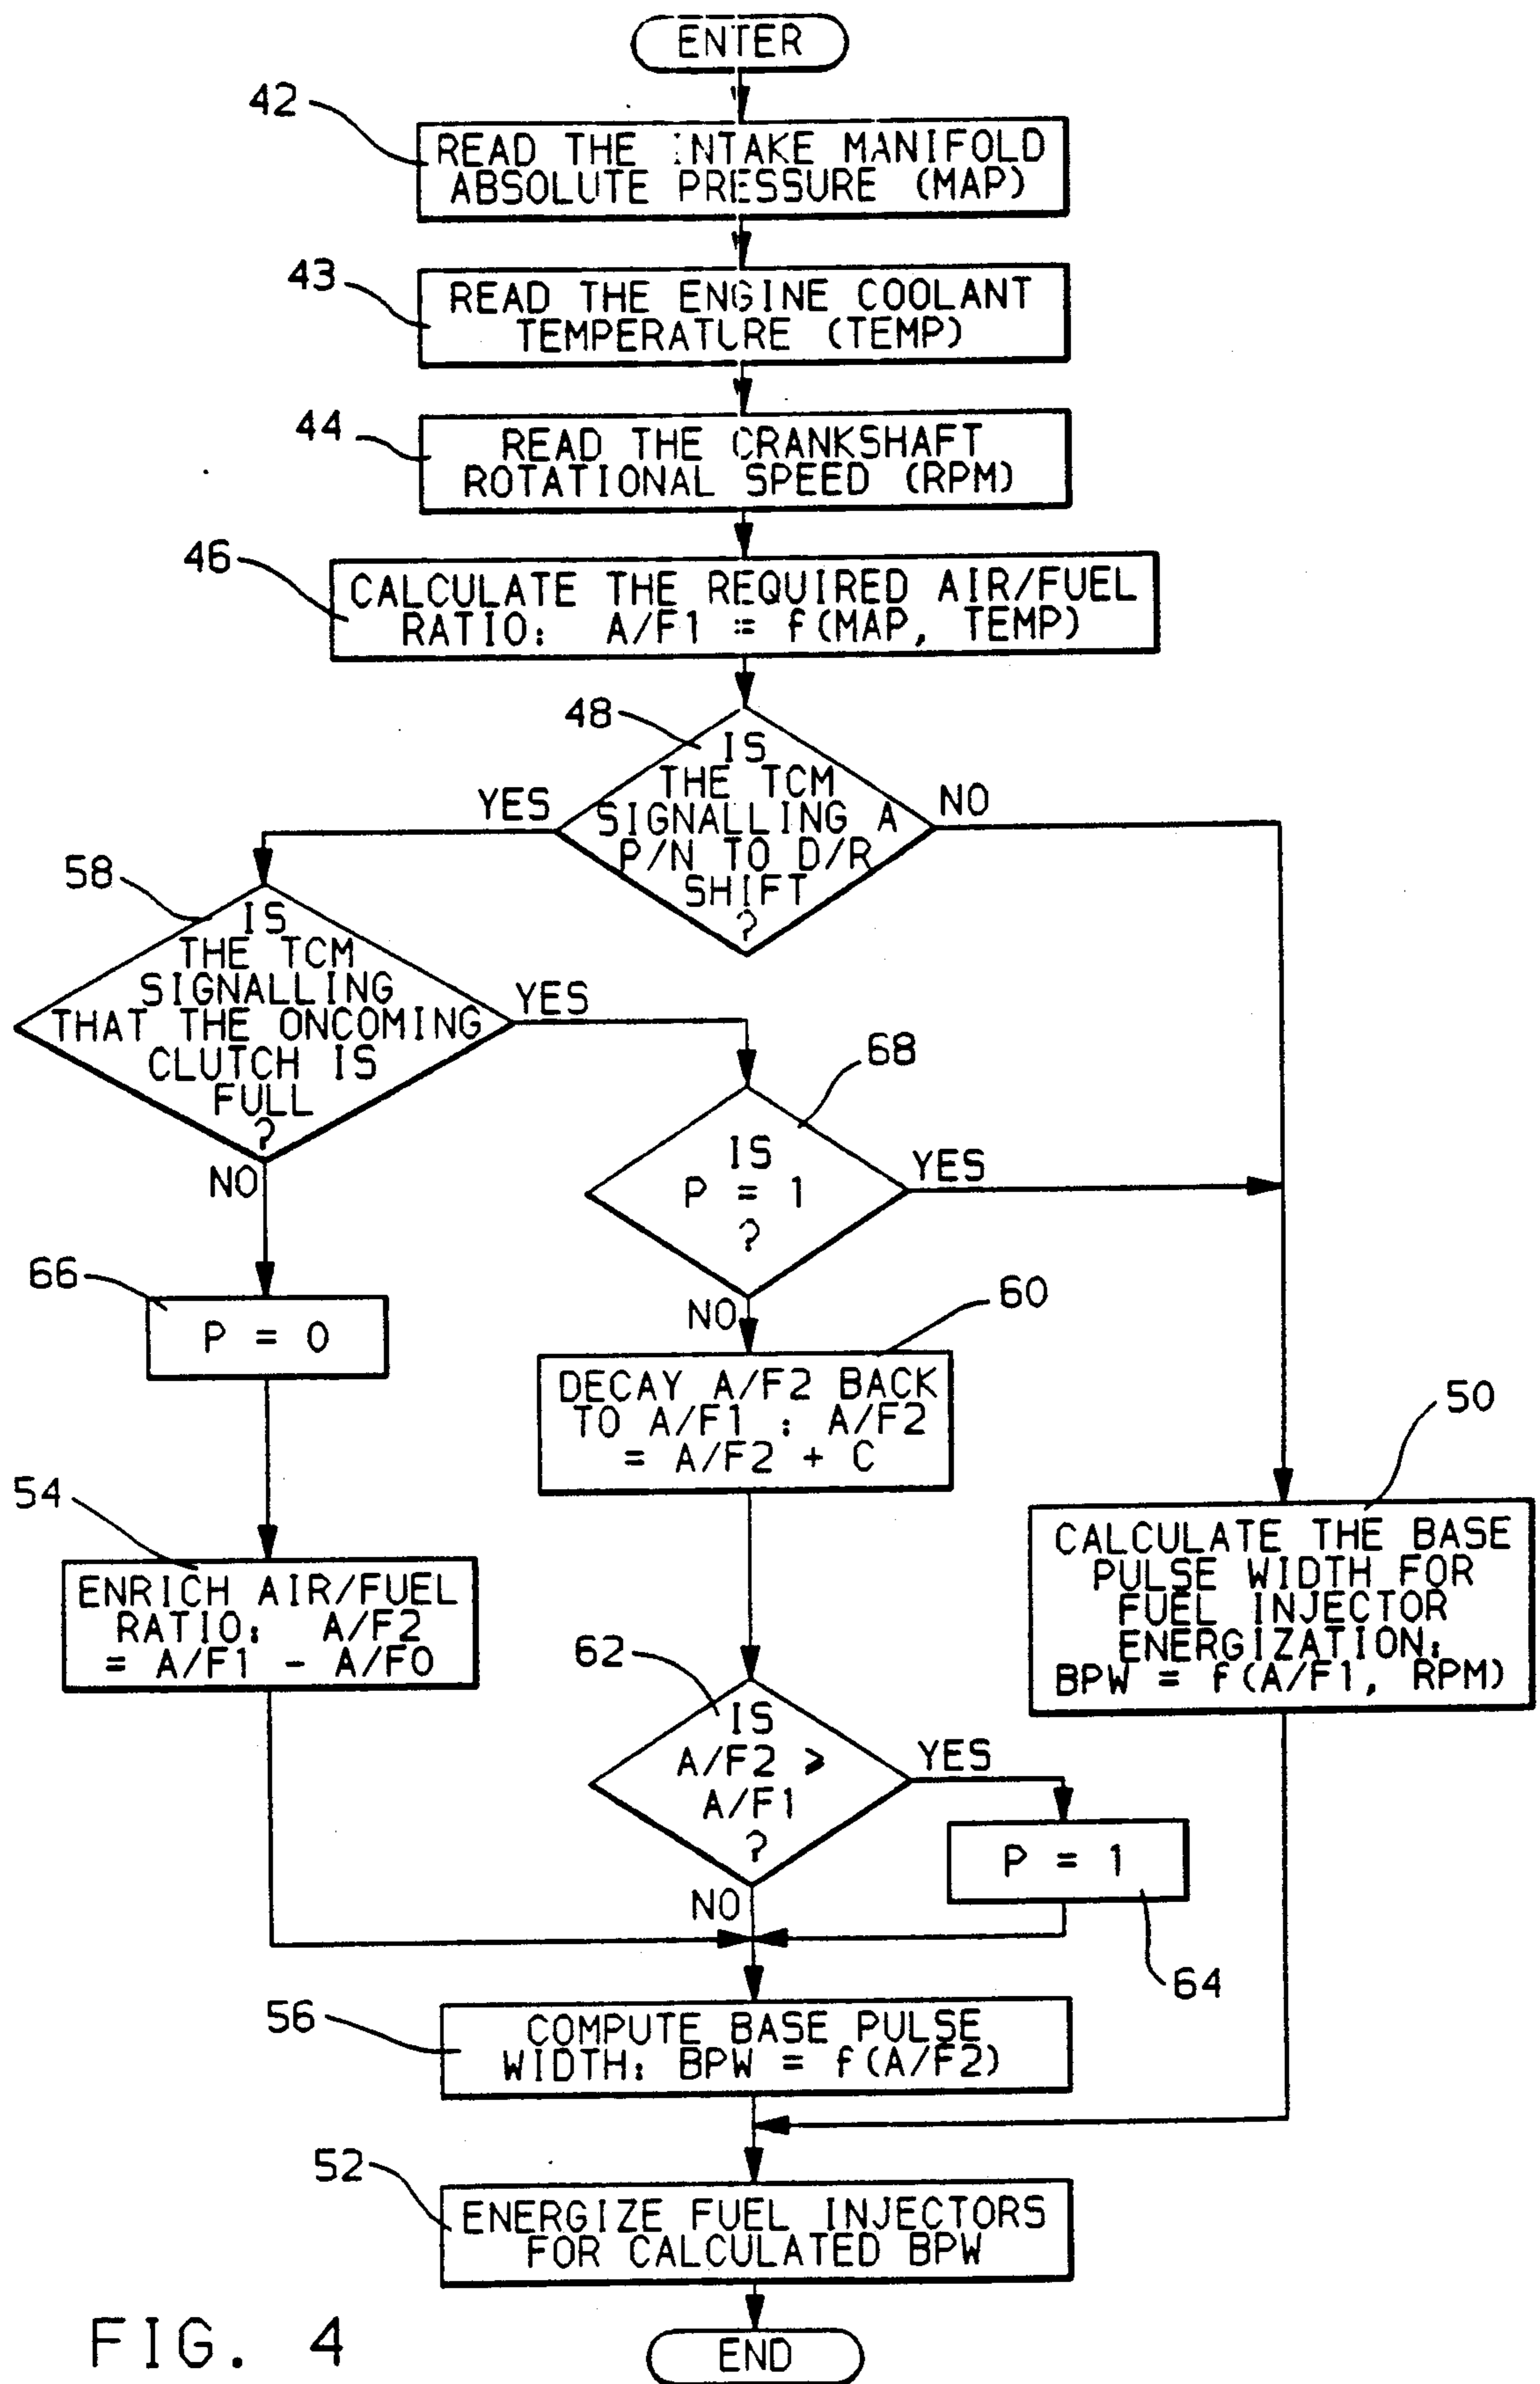 ENTER
42
READ THE INTAKE MANIFOLD
ABSOLUTE PRESSURE (MAP)
43
READ THE ENGINE COOLANT
TEMPERATURE (TEMP)
44
READ THE CRANKSHAFT
ROTATIONAL SPEED (RPM)
46
CALCULATE THE REQUIRED AIR/FUEL
RATIO: A/F1 = f(MAP, TEMP)
48
IS
THE TCM
SIGNALLING A
P/N TO D/R
SHIFT
?
YES
NO
58
IS
THE TCM
SIGNALLING
THAT THE ONCOMING
CLUTCH IS
FULL
?
YES
NO
68
IS
P = 1
?
YES
NO
66
P = 0
60
DECAY A/F2 BACK
TO A/F1 : A/F2
= A/F2 + C
50
CALCULATE THE BASE
PULSE WIDTH FOR
FUEL INJECTOR
ENERGIZATION:
BPW = f(A/F1, RPM)
54
ENRICH AIR/FUEL
RATIO: A/F2
= A/F1 - A/F0
62
IS
A/F2 ≥
A/F1
?
YES
NO
P = 1
64
56
COMPUTE BASE PULSE
WIDTH: BPW = f(A/F2)
52
ENERGIZE FUEL INJECTORS
FOR CALCULATED BPW
END
FIG. 4